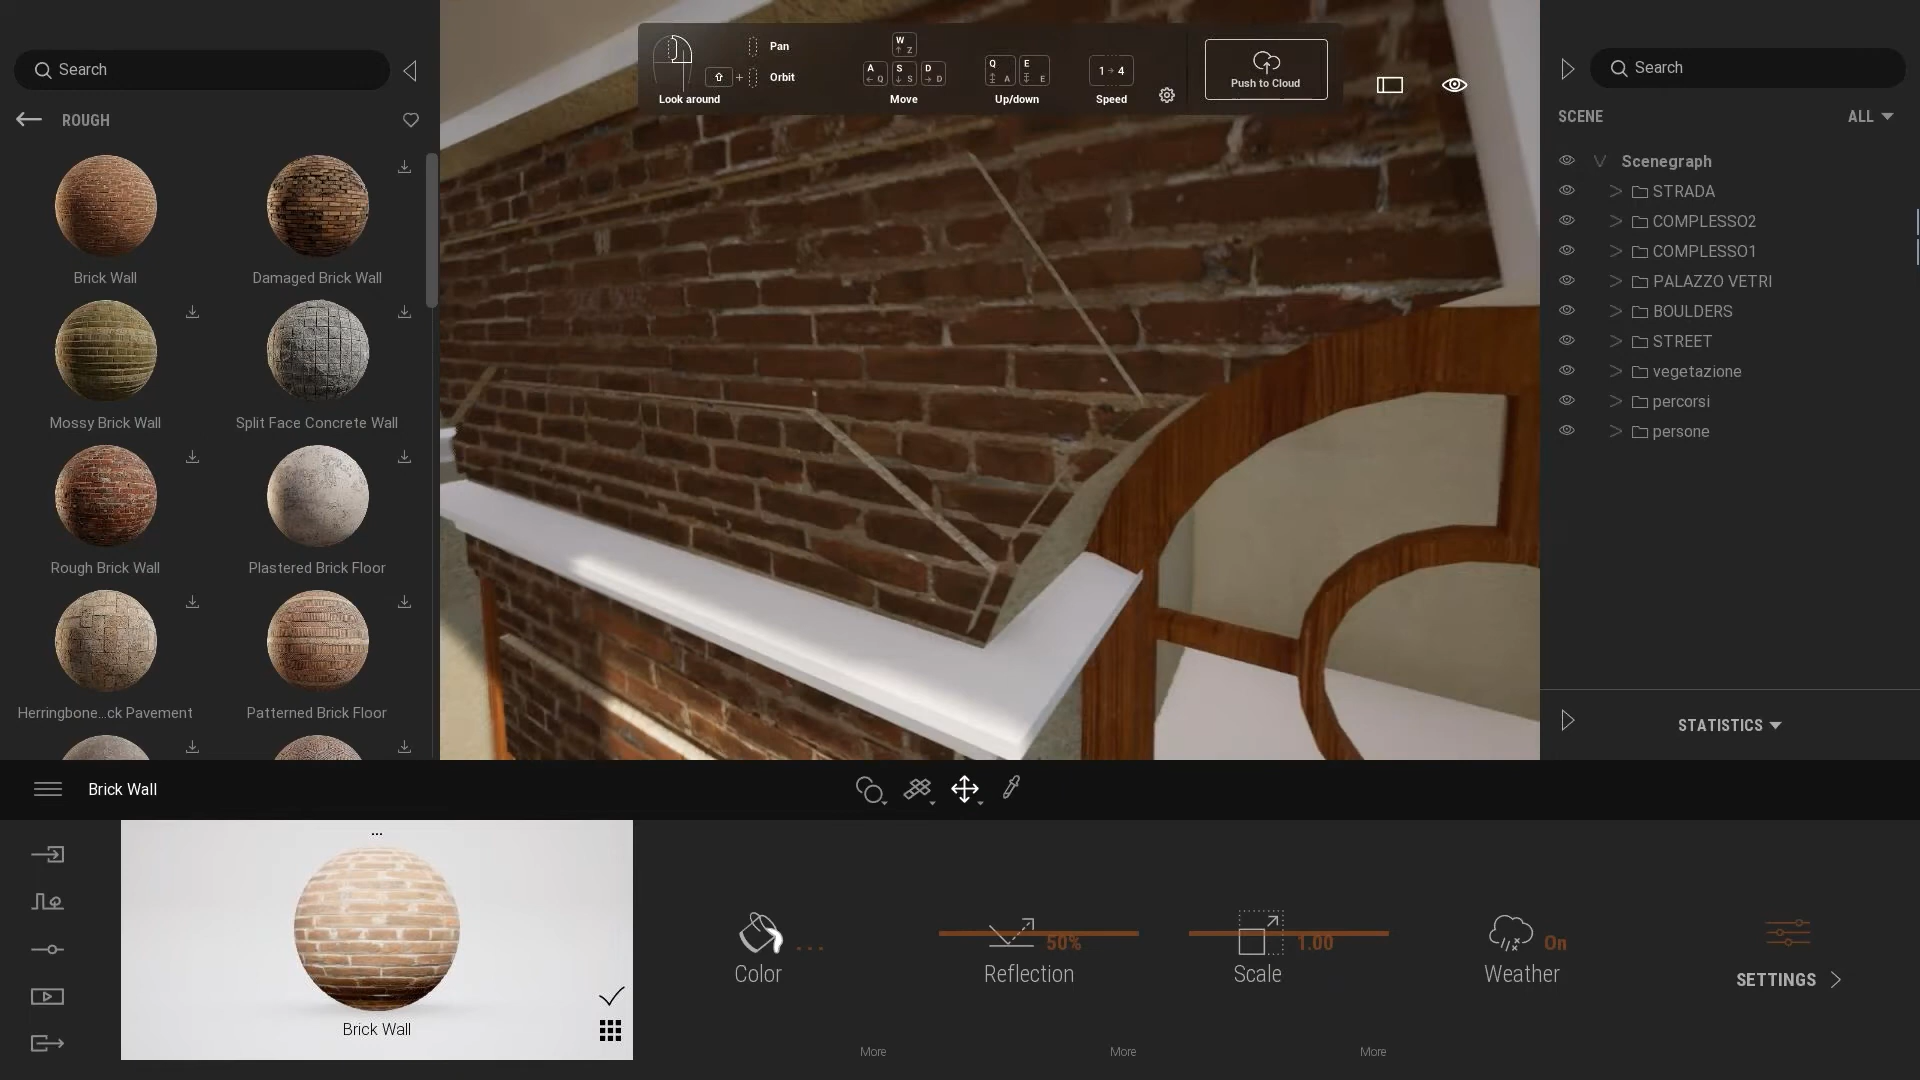 Search
ROUGH
Brick Wall
Damaged Brick Wall
Mossy Brick Wall
Split Face Concrete Wall
Rough Brick Wall
Plastered Brick Floor
Herringbone...ck Pavement
Patterned Brick Floor
Pan
+ Orbit
Look around
W
Z
A
Q
S
S
D
D
Move
Q
A
E
E
Up/down
1 → 4
Speed
Push to Cloud
Search
SCENE
ALL
Scenegraph
STRADA
COMPLESSO2
COMPLESSO1
PALAZZO VETRI
BOULDERS
STREET
vegetazione
percorsi
persone
STATISTICS
Brick Wall
...
Brick Wall
Color
...
50%
Reflection
1.00
Scale
On
Weather
SETTINGS
More
More
More